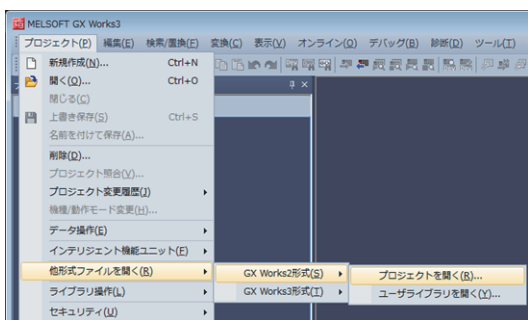 MELSOFT GX Works3
プロジェクト(P) 編集(E) 検索/置換(F) 変換(C) 表示(V) オンライン(O) デバッグ(B) 診断(D) ツール(T)
新規作成(N)... Ctrl+N
開く(O)... Ctrl+O
閉じる(C)
上書き保存(S) Ctrl+S
名前を付けて保存(A)...
削除(D)...
プロジェクト照合(V)...
プロジェクト変更履歴(J)
機種/動作モード変更(H)...
データ操作(E)
インテリジェント機能ユニット(F)
他形式ファイルを開く(R) GX Works2形式(S) プロジェクトを開く(R)...
ライブラリ操作(L) GX Works3形式(T) ユーザライブラリを開く(Y)...
セキュリティ(U)